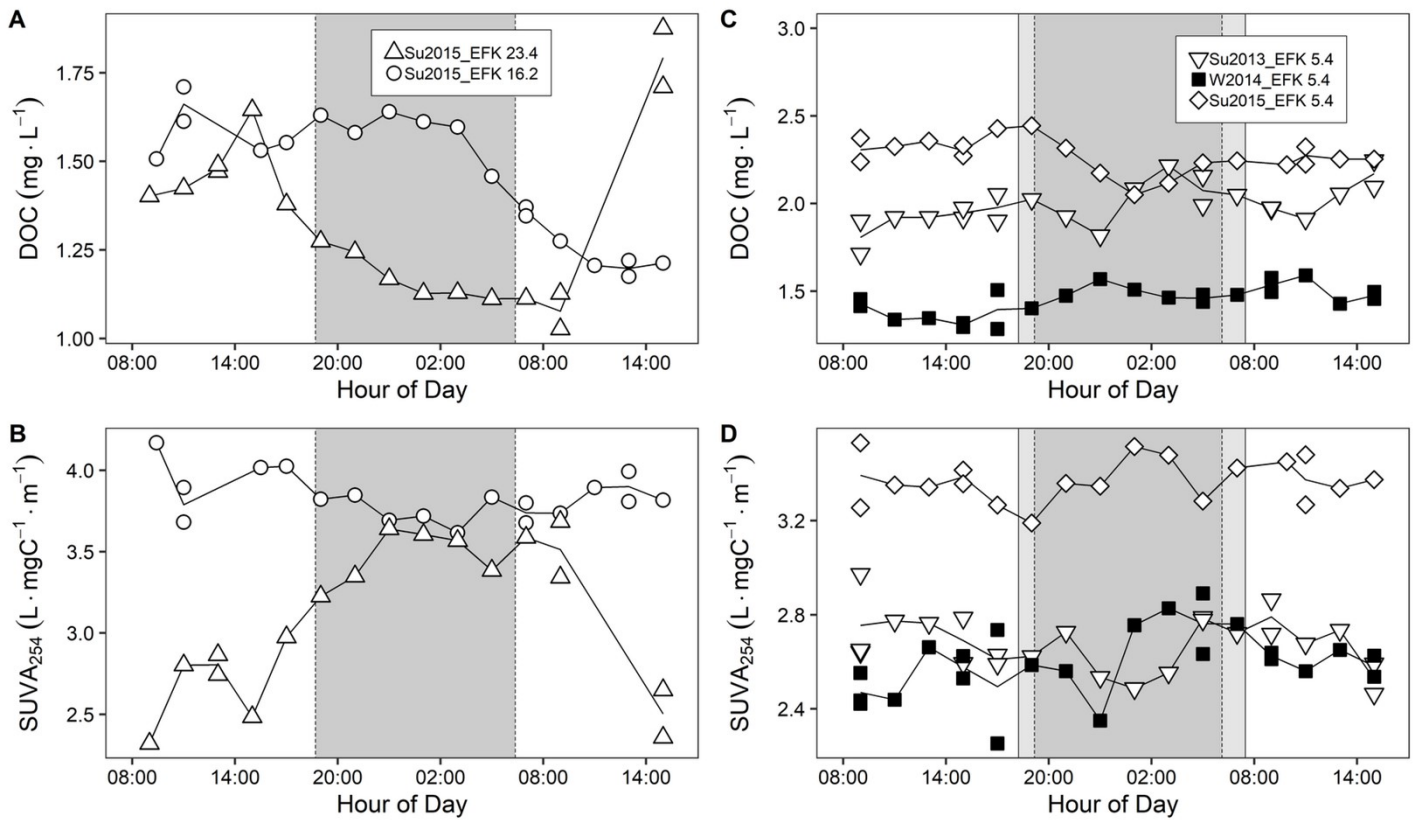 A
DOC (mg · L⁻¹)
1.75
1.50
1.25
1.00
Su2015_EFK 23.4
Su2015_EFK 16.2
08:00 14:00 20:00 02:00 08:00 14:00
Hour of Day
B
SUVA₂₅₄ (L · mgC⁻¹ · m⁻¹)
4.0
3.5
3.0
2.5
08:00 14:00 20:00 02:00 08:00 14:00
Hour of Day
C
DOC (mg · L⁻¹)
3.0
2.5
2.0
1.5
Su2013_EFK 5.4
W2014_EFK 5.4
Su2015_EFK 5.4
08:00 14:00 20:00 02:00 08:00 14:00
Hour of Day
D
SUVA₂₅₄ (L · mgC⁻¹ · m⁻¹)
3.2
2.8
2.4
08:00 14:00 20:00 02:00 08:00 14:00
Hour of Day